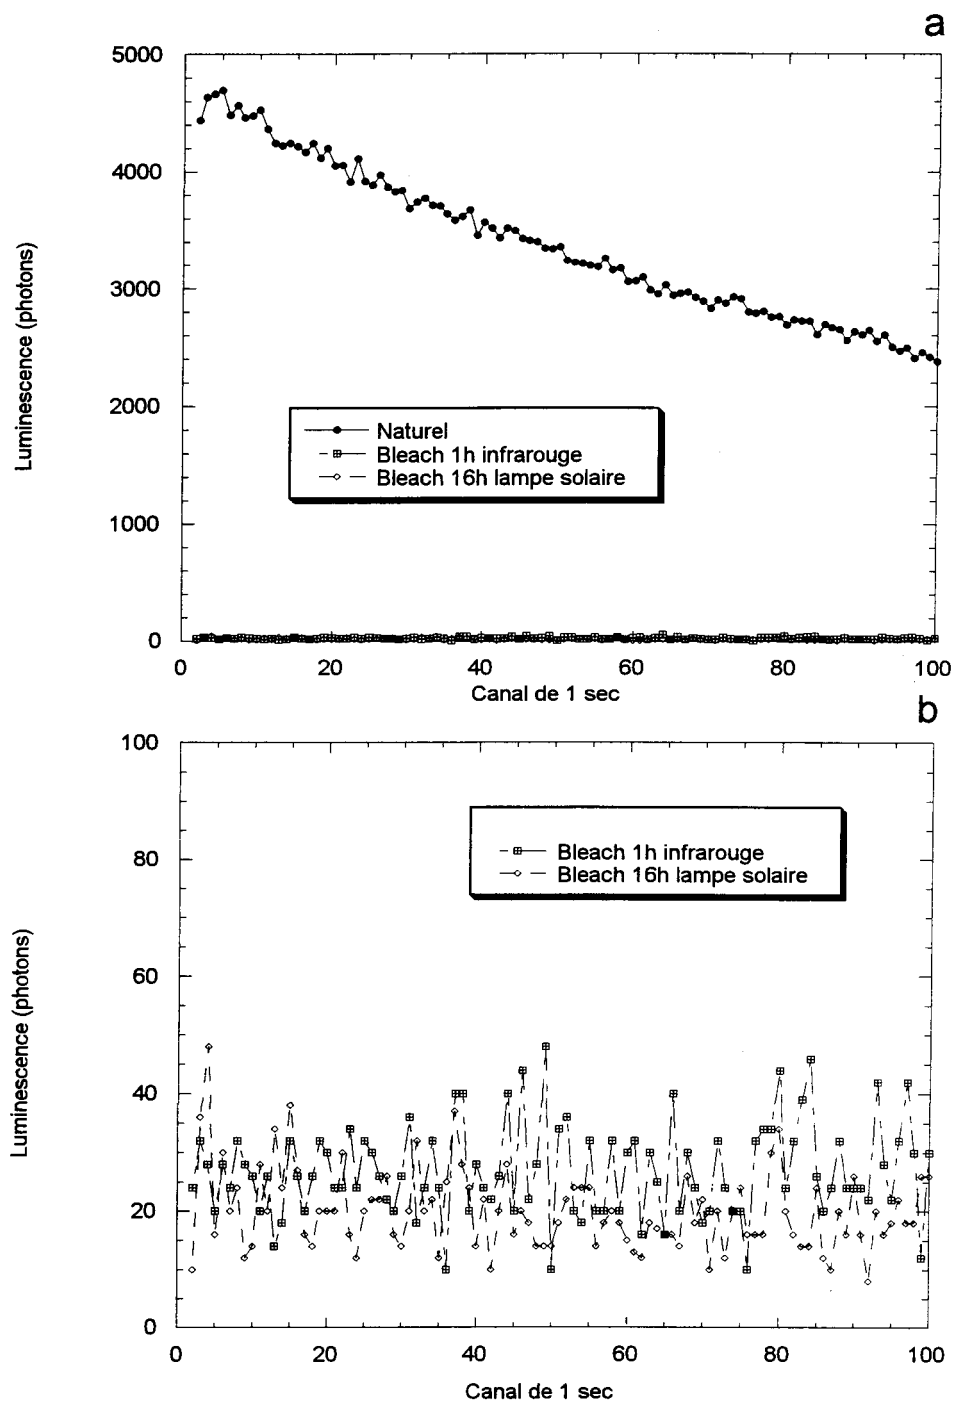 a
5000
4000
3000
2000
1000
0
Luminescence (photons)
Naturel
Bleach 1h infrarouge
Bleach 16h lampe solaire
0 20 40 60 80 100
Canal de 1 sec
b
100
80
60
40
20
0
Luminescence (photons)
Bleach 1h infrarouge
Bleach 16h lampe solaire
0 20 40 60 80 100
Canal de 1 sec